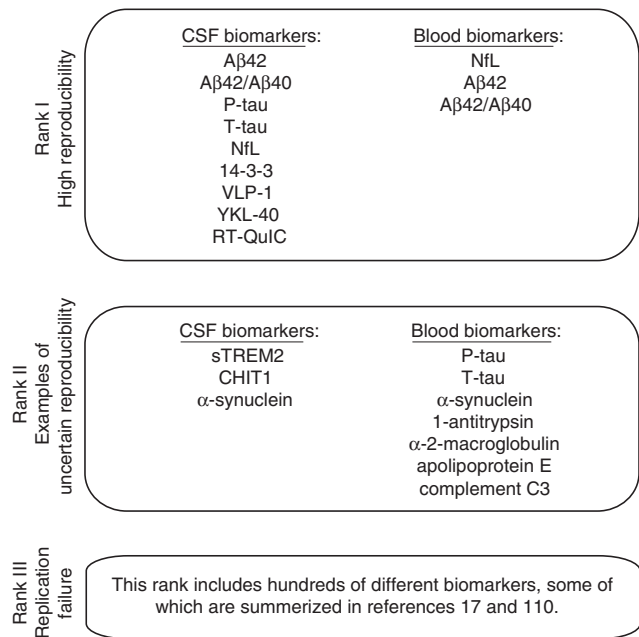 Rank I
High reproducibility
CSF biomarkers:
Aβ42
Aβ42/Aβ40
P-tau
T-tau
NfL
14-3-3
VLP-1
YKL-40
RT-QuIC
Blood biomarkers:
NfL
Aβ42
Aβ42/Aβ40
Rank II
Examples of
uncertain reproducibility
CSF biomarkers:
sTREM2
CHIT1
α-synuclein
Blood biomarkers:
P-tau
T-tau
α-synuclein
1-antitrypsin
α-2-macroglobulin
apolipoprotein E
complement C3
Rank III
Replication
failure
This rank includes hundreds of different biomarkers, some of
which are summerized in references 17 and 110.